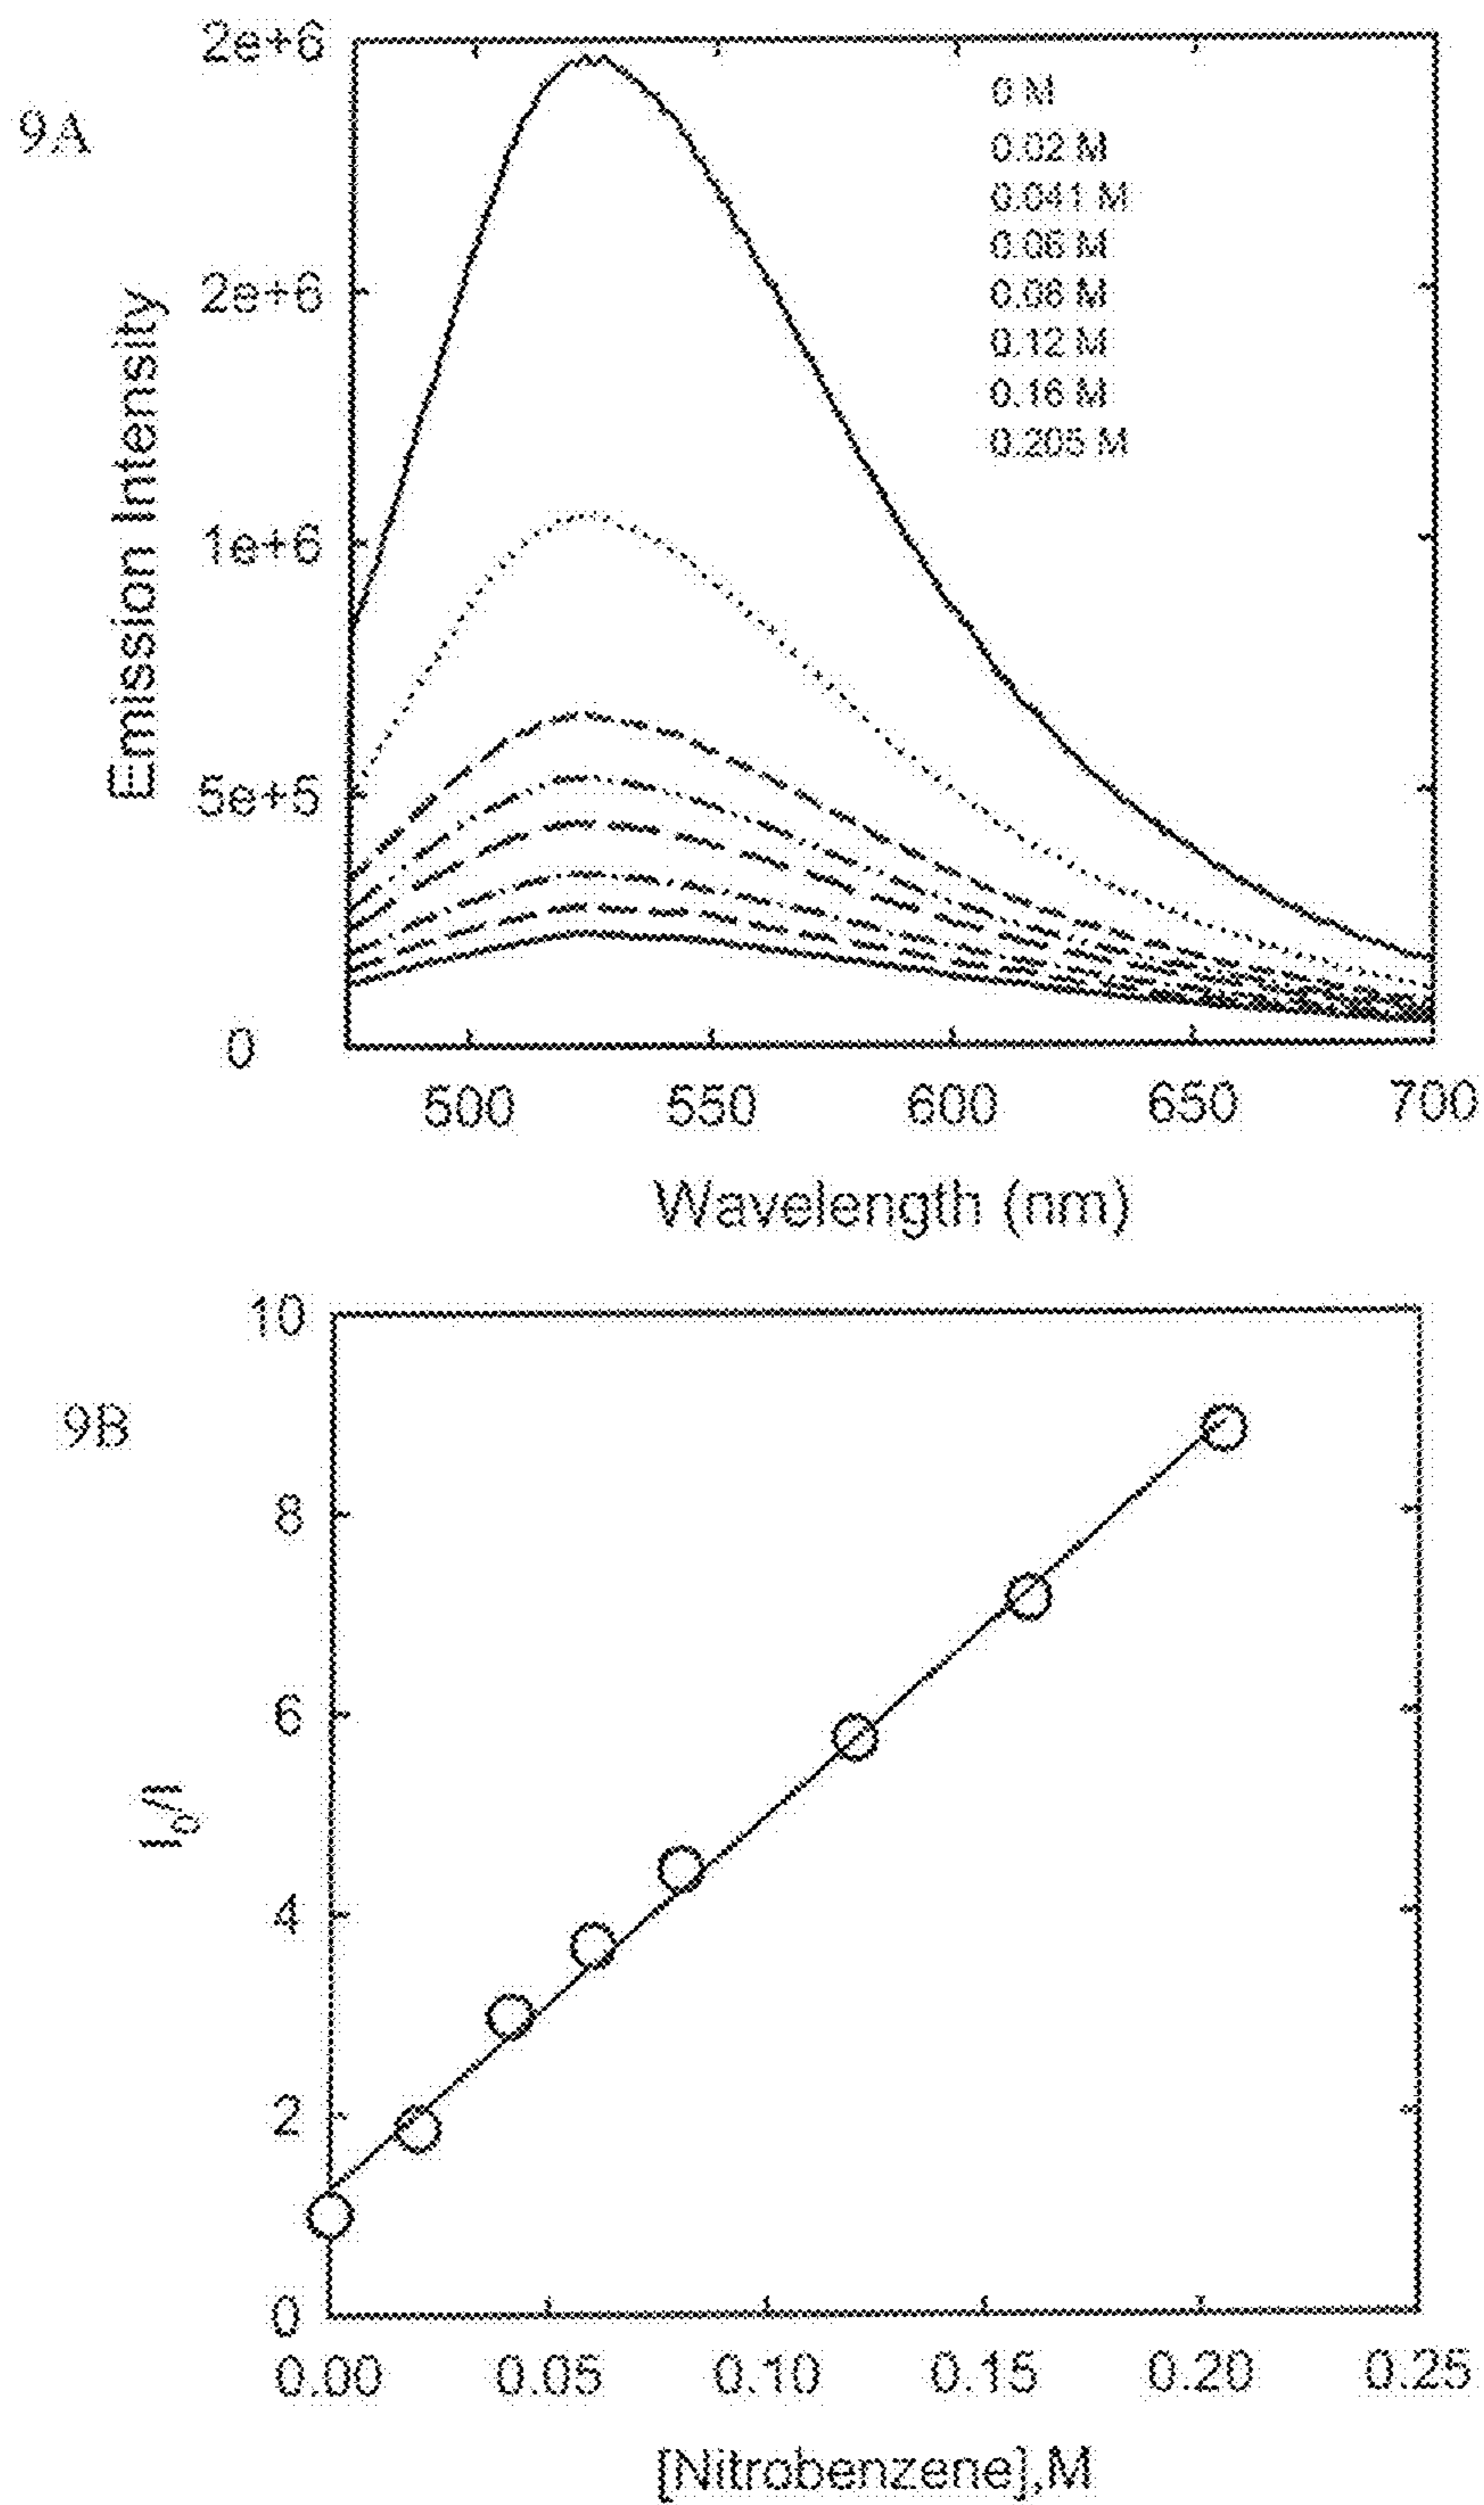 9A
2e+6
2e+6
1e+6
5e+5
0
Emission Intensity
0 M
0.02 M
0.041 M
0.06 M
0.08 M
0.12 M
0.16 M
0.205 M
500 550 600 650 700
Wavelength (nm)
9B
10
8
6
4
2
0
I0/I
0.00 0.05 0.10 0.15 0.20 0.25
[Nitrobenzene],M